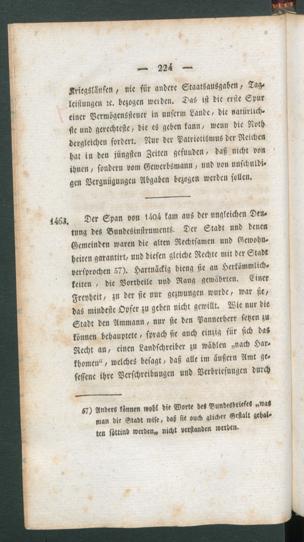 — 224 —
Kriegsläufen, nie für andere Staatsausgaben, Tag-
leistungen ꝛc. bezogen werden. Das ist die erste Spur
einer Vermögenssteuer in unserm Lande, die natürlich-
ste und gerechteste, die es geben kann, wenn die Noth
dergleichen fordert. Nur der Patriotismus der Reichen
hat in den jüngsten Zeiten gefunden, daß nicht von
ihnen, sondern vom Gewerbsmann, und von unschuldi-
gen Vergnügungen Abgaben bezogen werden sollen.
1463. Der Span von 1404 kam aus der ungleichen Deu-
tung des Bundesinstruments. Der Stadt und denen
Gemeinden waren die alten Rechtsamen und Gewohn-
heiten garantirt, und diesen gleiche Rechte mit der Stadt
versprochen 57). Hartnäckig hieng sie an Herkömmlich-
keiten, die Vortheile und Rang gewährten. Einer
Freyheit, zu der sie nur gezwungen wurde, war sie,
das mindeste Opfer zu geben nicht gewillt. Wie nur die
Stadt den Ammann, nur sie den Pannerherr setzen zu
können behauptete, sprach sie auch einzig für sich das
Recht an, einen Landschreiber zu wählen „nach Har-
khomen“, welches besagt, daß alle im äußern Amt ge-
sessene ihre Verschreibungen und Verbriefungen durch
57) Anders können wohl die Worte des Bundesbriefes „was
man die Stadt wise, daß sie ouch glicher Gestalt gehal-
ten söllind werden„ nicht verstanden werden.